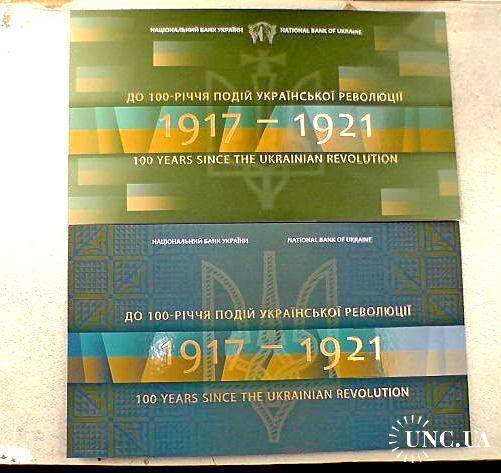 НАЦІОНАЛЬНИЙ БАНК УКРАЇНИ NATIONAL BANK OF UKRAINE
ДО 100-РІЧЧЯ ПОДІЙ УКРАЇНСЬКОЇ РЕВОЛЮЦІЇ
1917 – 1921
100 YEARS SINCE THE UKRAINIAN REVOLUTION
НАЦІОНАЛЬНИЙ БАНК УКРАЇНИ NATIONAL BANK OF UKRAINE
ДО 100-РІЧЧЯ ПОДІЙ УКРАЇНСЬКОЇ РЕВОЛЮЦІЇ
1917 – 1921
100 YEARS SINCE THE UKRAINIAN REVOLUTION
UNC.UA